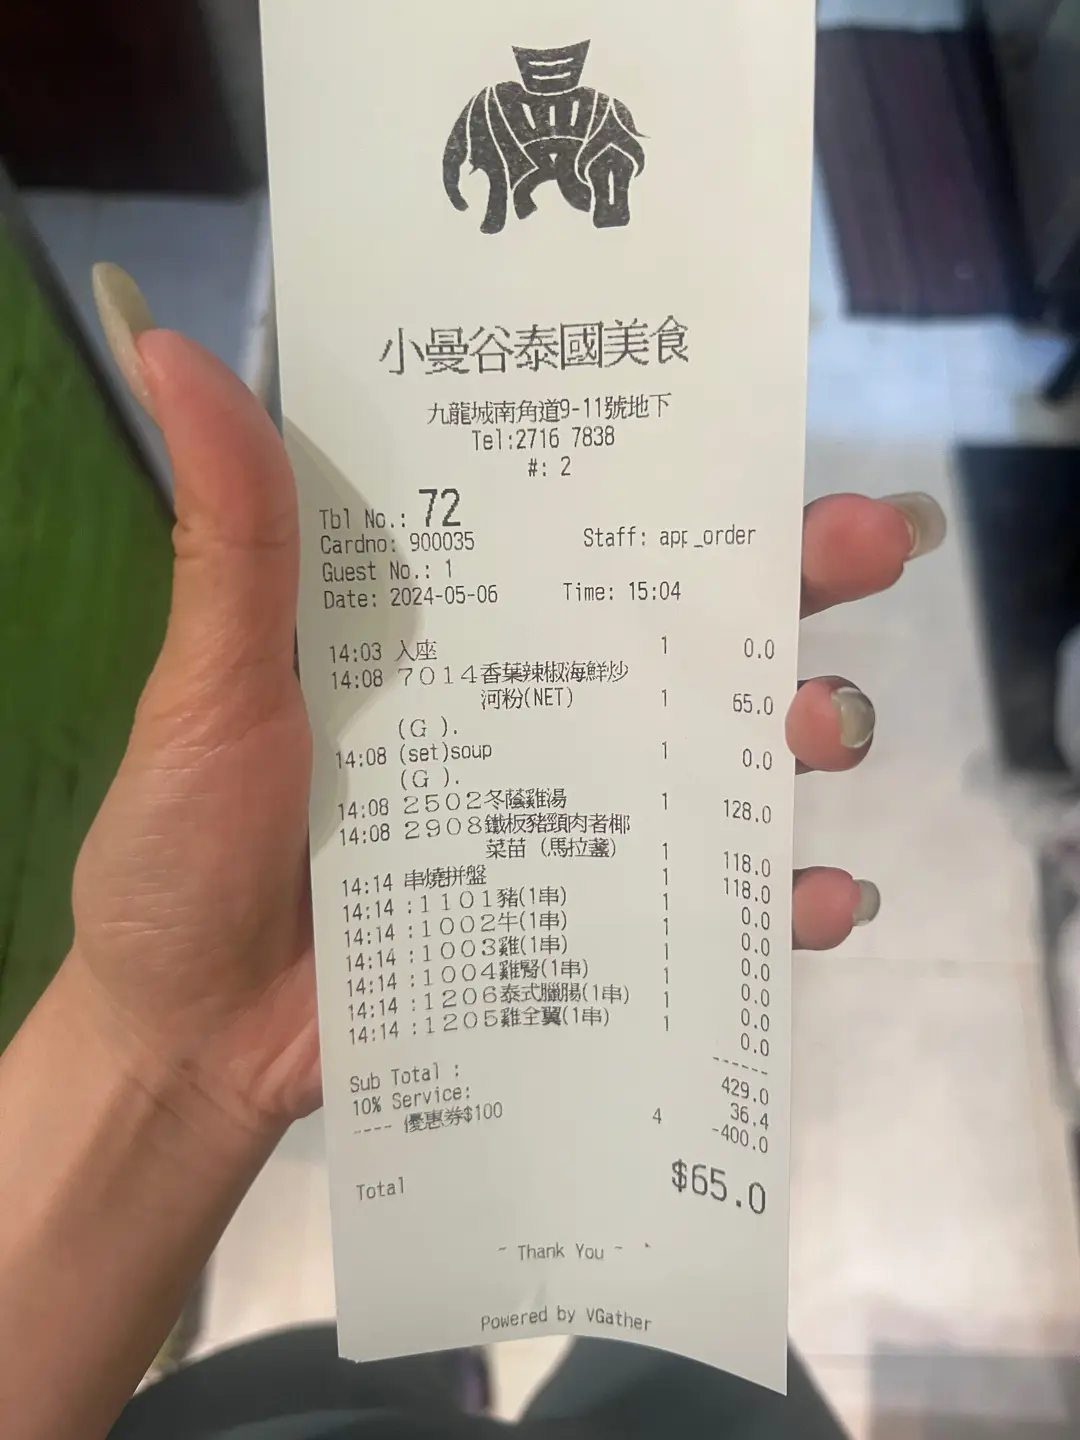 小曼谷
小曼谷泰國美食
九龍城南角道9-11號地下
Tel:2716 7838
#: 2
Tbl No.: 72
Cardno: 900035 Staff: app_order
Guest No.: 1
Date: 2024-05-06 Time: 15:04
14:03 入座 1 0.0
14:08 7014香葉辣椒海鮮炒
河粉(NET) 1 65.0
(G ).
14:08 (set)soup 1 0.0
(G ).
14:08 2502冬蔭雞湯 1 128.0
14:08 2908鐵板豬頸肉者椰
菜苗 (馬拉盞) 1 118.0
14:14 串燒拼盤 1 118.0
14:14 :1101豬(1串) 1 0.0
14:14 :1002牛(1串) 1 0.0
14:14 :1003雞(1串) 1 0.0
14:14 :1004雞腎(1串) 1 0.0
14:14 :1206泰式臘腸(1串) 1 0.0
14:14 :1205雞全翼(1串) 1 0.0
------
Sub Total : 429.0
10% Service: 36.4
---- 優惠券$100 4 -400.0
Total $65.0
~ Thank You ~
Powered by VGather